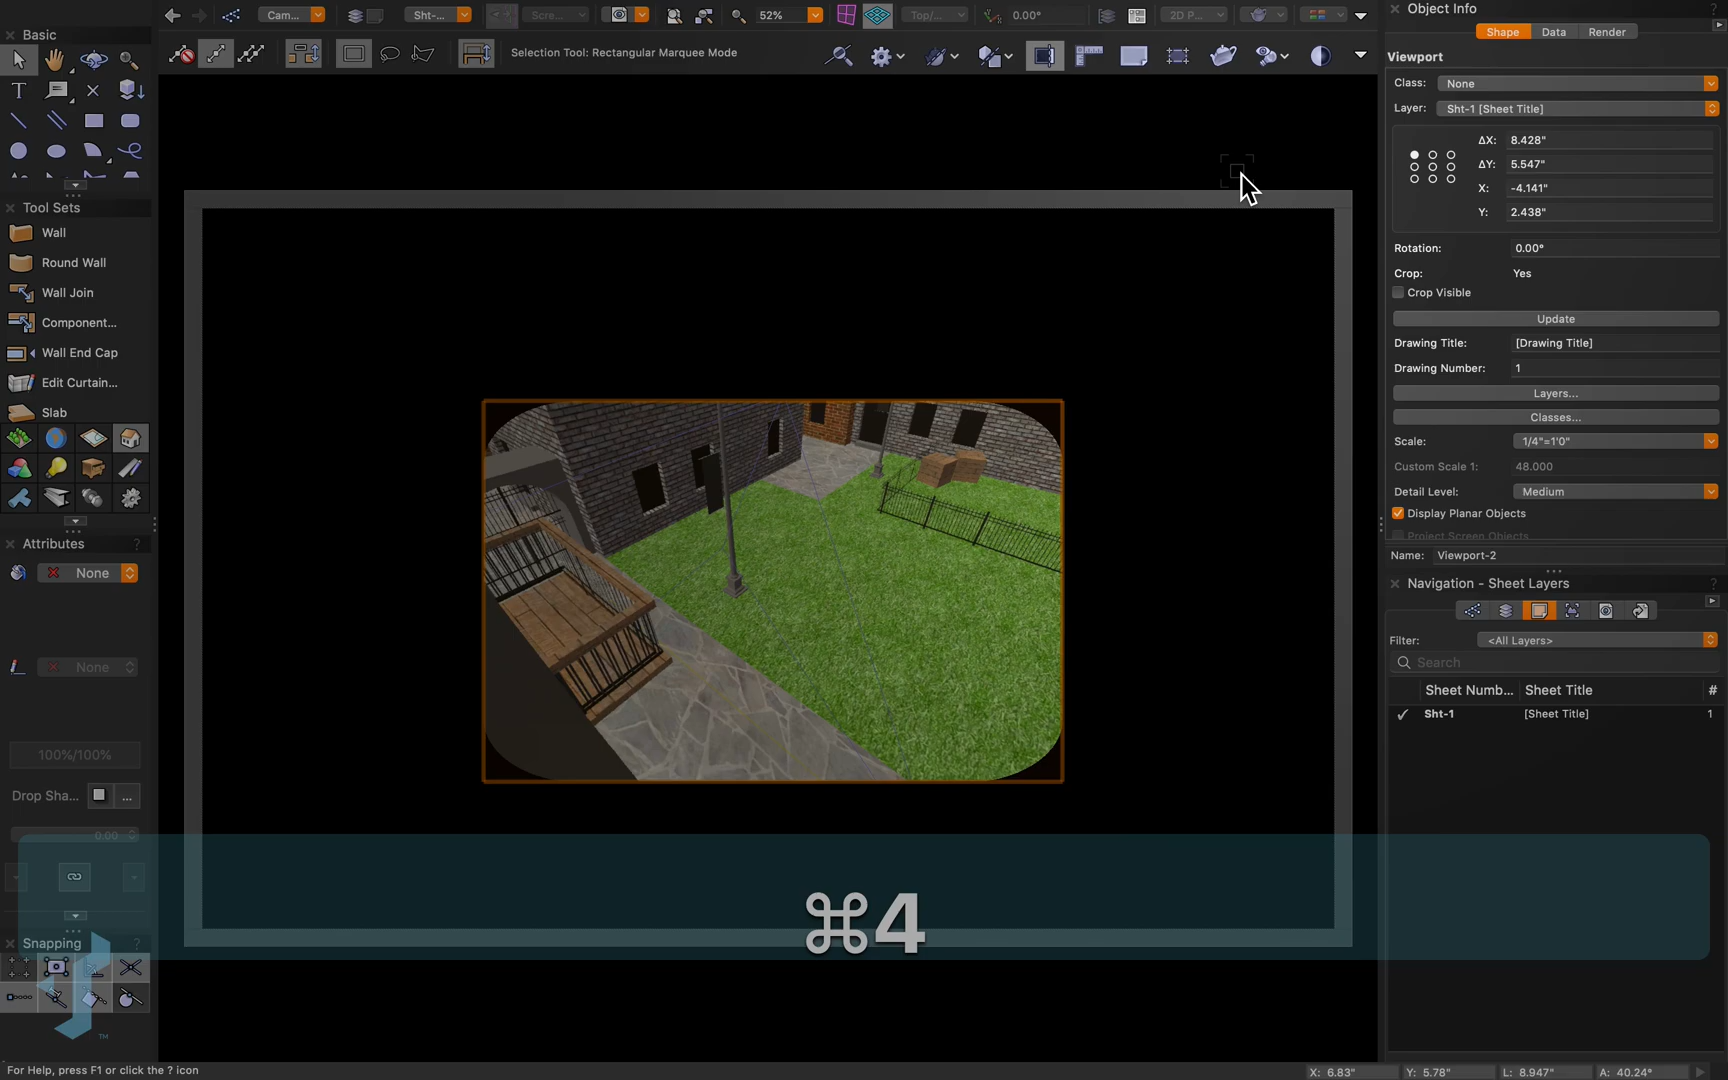 Basic
Cam...
Sht-...
Scre...
52%
Top/...
0.00°
2D P...
Selection Tool: Rectangular Marquee Mode
Tool Sets
Wall
Round Wall
Wall Join
Component...
Wall End Cap
Edit Curtain...
Slab
Attributes
?
None
None
100%/100%
Drop Sha...
...
0.00
Snapping
?
TM
⌘4
For Help, press F1 or click the ? icon
Object Info
?
Shape
Data
Render
Viewport
Class:
None
Layer:
Sht-1 [Sheet Title]
ΔX:
8.428"
ΔY:
5.547"
X:
-4.141"
Y:
2.438"
Rotation:
0.00°
Crop:
Yes
Crop Visible
Update
Drawing Title:
[Drawing Title]
Drawing Number:
1
Layers...
Classes...
Scale:
1/4"=1'0"
Custom Scale 1:
48.000
Detail Level:
Medium
Display Planar Objects
Project Screen Objects
Name:
Viewport-2
Navigation - Sheet Layers
?
Filter:
<All Layers>
Search
Sheet Numb...
Sheet Title
#
Sht-1
[Sheet Title]
1
X: 6.83"
Y: 5.78"
L: 8.947"
A: 40.24°